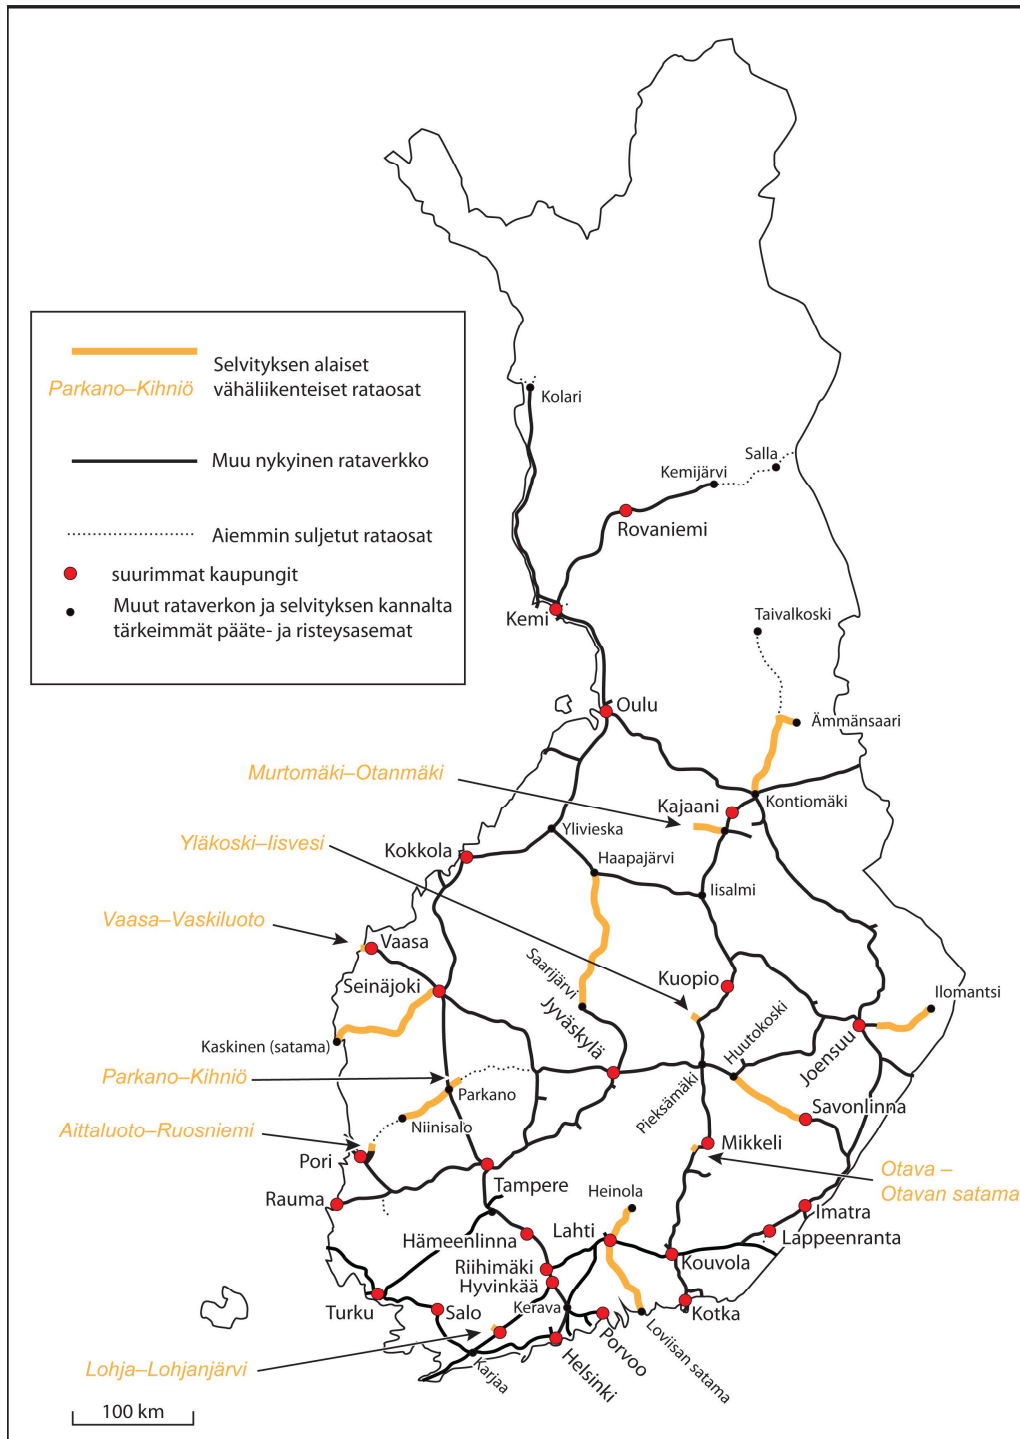 Parkano–Kihniö
Selvityksen alaiset
vähäliikenteiset rataosat
Muu nykyinen rataverkko
Aiemmin suljetut rataosat
suurimmat kaupungit
Muut rataverkon ja selvityksen kannalta
tärkeimmät pääte- ja risteysasemat
Kolari
Salla
Kemijärvi
Rovaniemi
Kemi
Taivalkoski
Oulu
Ämmänsaari
Murtomäki–Otanmäki
Kontiomäki
Kajaani
Yläkoski–Iisvesi
Ylivieska
Kokkola
Haapajärvi
Iisalmi
Vaasa–Vaskiluoto
Vaasa
Seinäjoki
Saarijärvi
Kuopio
Ilomantsi
Kaskinen (satama)
Jyväskylä
Huutokoski
Joensuu
Parkano–Kihniö
Parkano
Pieksämäki
Savonlinna
Niinisalo
Aittaluoto–Ruosniemi
Mikkeli
Pori
Otava –
Otavan satama
Tampere
Heinola
Rauma
Imatra
Hämeenlinna
Lahti
Lappeenranta
Riihimäki
Kouvola
Hyvinkää
Turku
Salo
Kerava
Kotka
Porvoo
Loviisan satama
Lohja–Lohjanjärvi
Karjaa
Helsinki
100 km